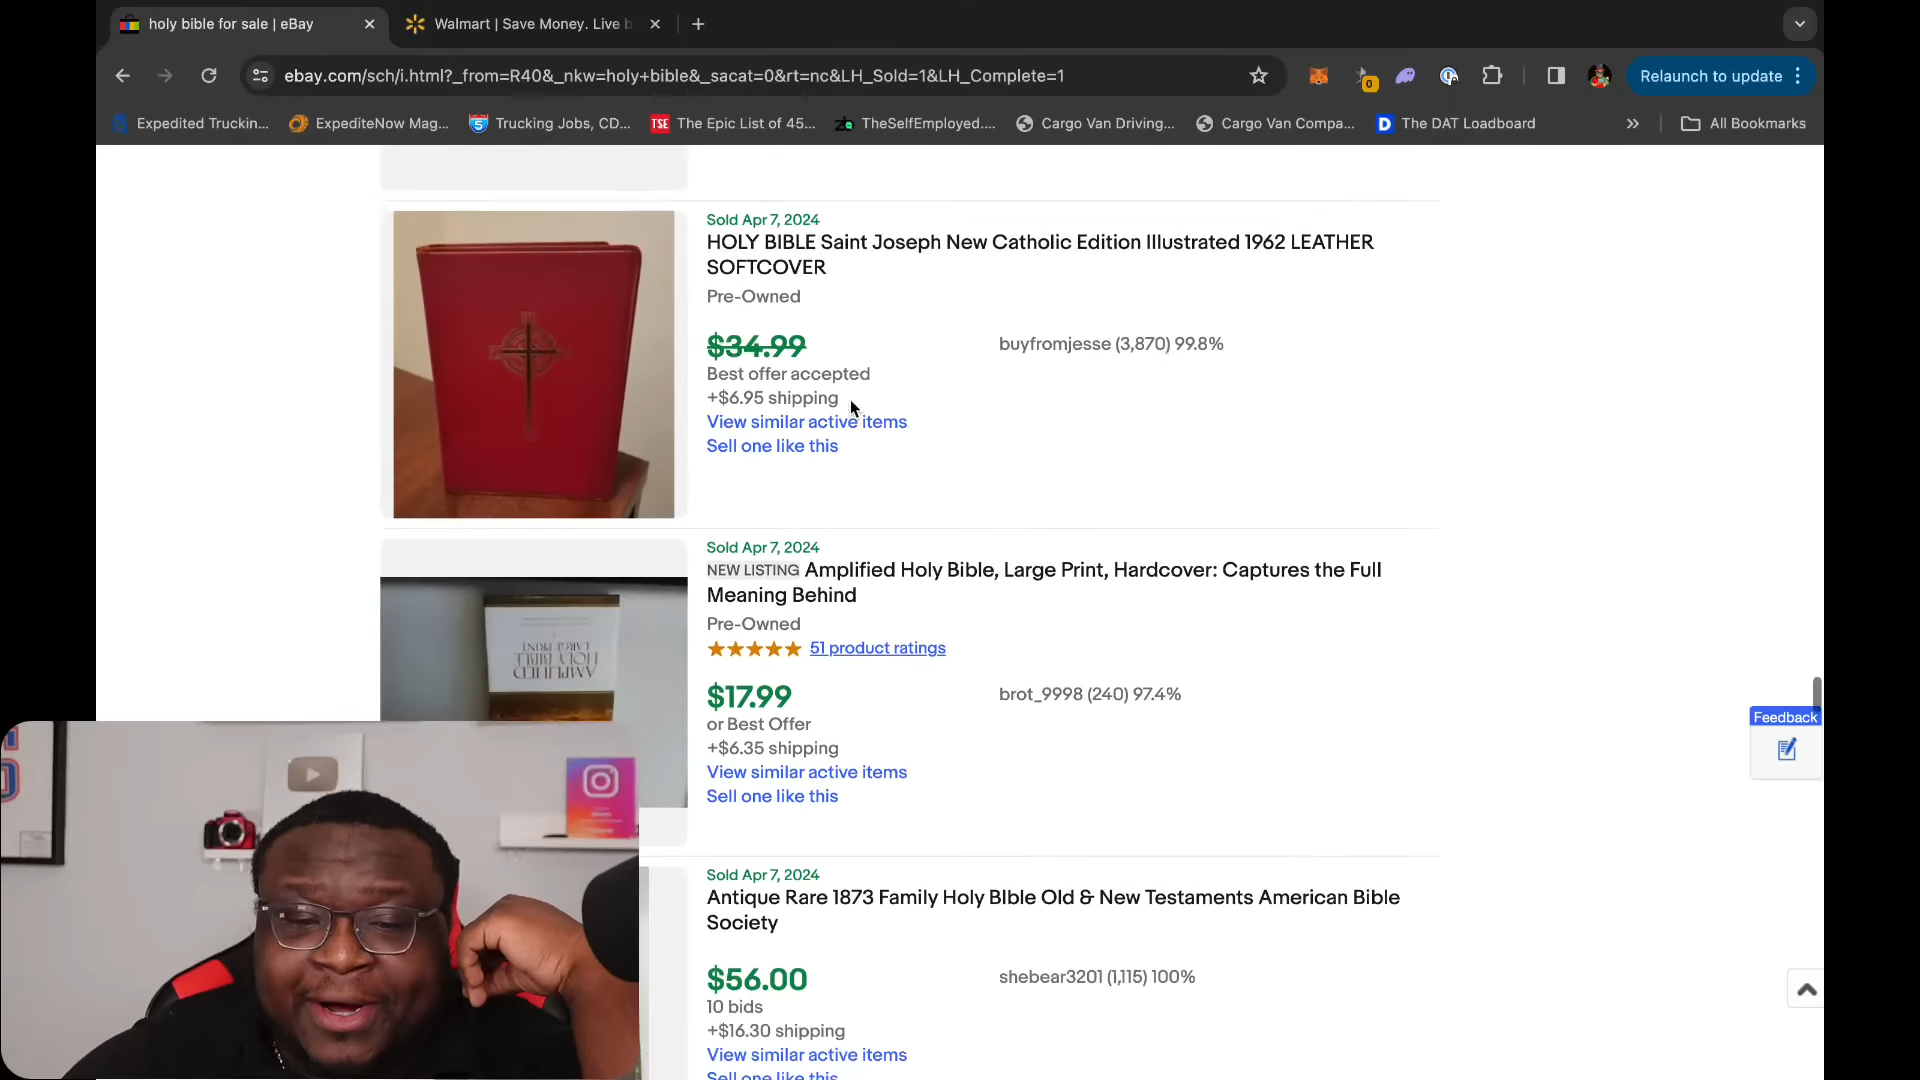 holy bible for sale | eBay
Walmart | Save Money. Live b
ebay.com/sch/i.html?_from=R40&_nkw=holy+bible&_sacat=0&rt=nc&LH_Sold=1&LH_Complete=1
0
Relaunch to update
Expedited Truckin...
ExpediteNow Mag...
5
Trucking Jobs, CD...
TSE
The Epic List of 45...
TheSelfEmployed....
Cargo Van Driving...
Cargo Van Compa...
D
The DAT Loadboard
All Bookmarks
Sold Apr 7, 2024
HOLY BIBLE Saint Joseph New Catholic Edition Illustrated 1962 LEATHER
SOFTCOVER
Pre-Owned
$34.99
buyfromjesse (3,870) 99.8%
Best offer accepted
+$6.95 shipping
View similar active items
Sell one like this
Sold Apr 7, 2024
NEW LISTING Amplified Holy Bible, Large Print, Hardcover: Captures the Full
Meaning Behind
Pre-Owned
51 product ratings
AMPLIFIED
HOLY BIBLE
LARGE PRINT
$17.99
brot_9998 (240) 97.4%
or Best Offer
+$6.35 shipping
View similar active items
Sell one like this
Feedback
Sold Apr 7, 2024
Antique Rare 1873 Family Holy BIble Old & New Testaments American Bible
Society
$56.00
shebear3201 (1,115) 100%
10 bids
+$16.30 shipping
View similar active items
Sell one like this